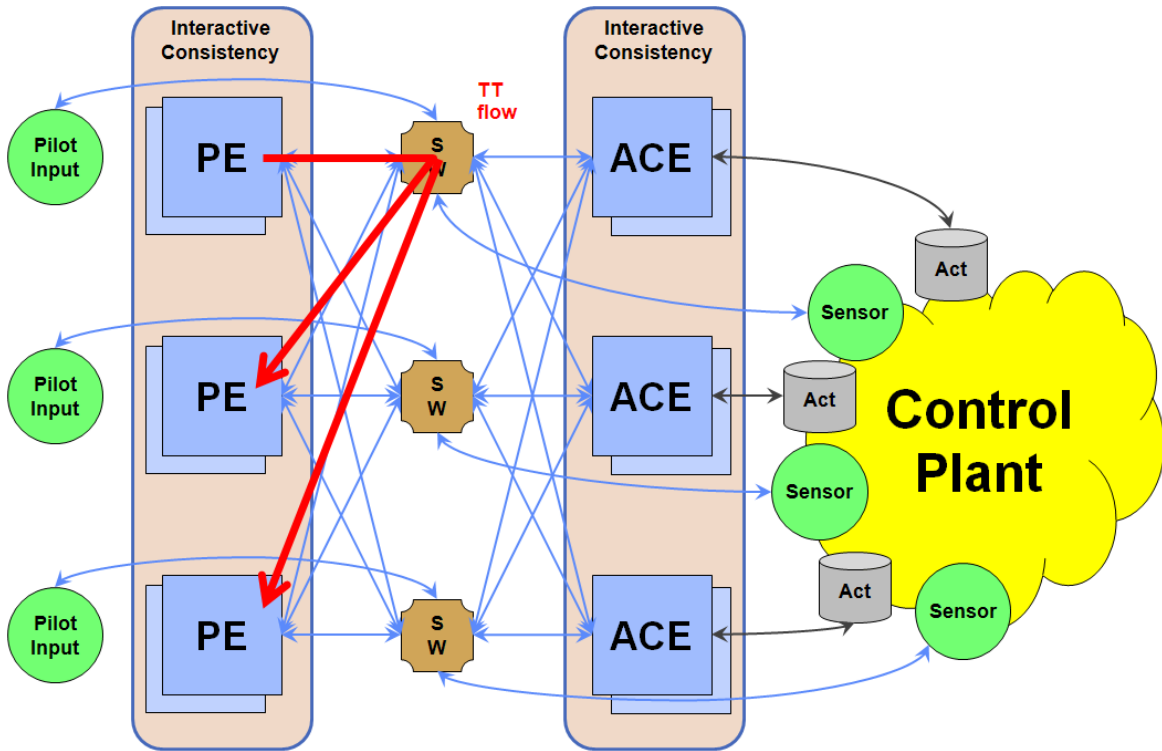 Interactive
Consistency
Interactive
Consistency
TT
flow
Pilot
Input
PE
S
W
ACE
Act
Sensor
Pilot
Input
PE
S
W
ACE
Act
Control
Plant
Sensor
Pilot
Input
PE
S
W
ACE
Act
Sensor